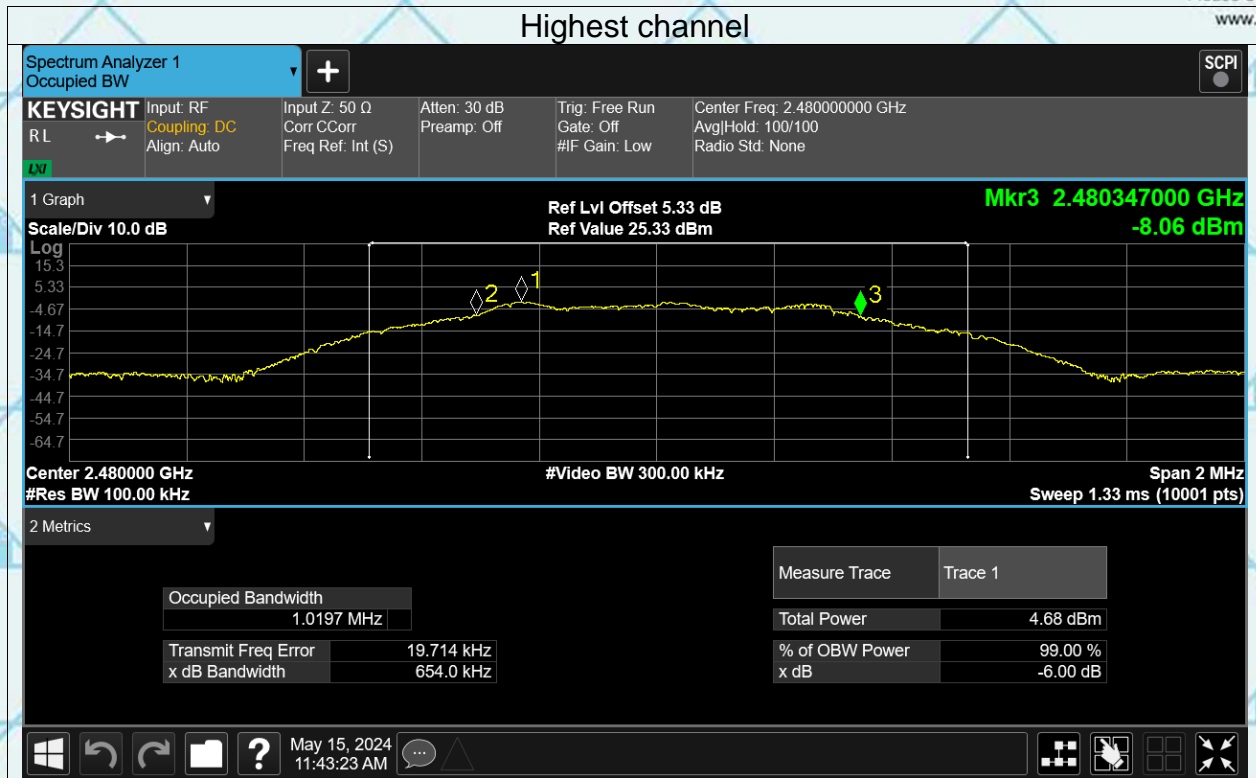 www.
Highest channel
Spectrum Analyzer 1
Occupied BW
+
SCPI
KEYSIGHT
R L
LXI
Input: RF
Coupling: DC
Align: Auto
Input Z: 50 Ω
Corr CCorr
Freq Ref: Int (S)
Atten: 30 dB
Preamp: Off
Trig: Free Run
Gate: Off
#IF Gain: Low
Center Freq: 2.480000000 GHz
Avg|Hold: 100/100
Radio Std: None
1 Graph
Scale/Div 10.0 dB
Ref Lvl Offset 5.33 dB
Ref Value 25.33 dBm
Mkr3 2.480347000 GHz
-8.06 dBm
Log
15.3
5.33
-4.67
-14.7
-24.7
-34.7
-44.7
-54.7
-64.7
2
1
3
Center 2.480000 GHz
#Res BW 100.00 kHz
#Video BW 300.00 kHz
Span 2 MHz
Sweep 1.33 ms (10001 pts)
2 Metrics
Occupied Bandwidth
1.0197 MHz
Transmit Freq Error 19.714 kHz
x dB Bandwidth 654.0 kHz
Measure Trace Trace 1
Total Power 4.68 dBm
% of OBW Power 99.00 %
x dB -6.00 dB
?
May 15, 2024
11:43:23 AM